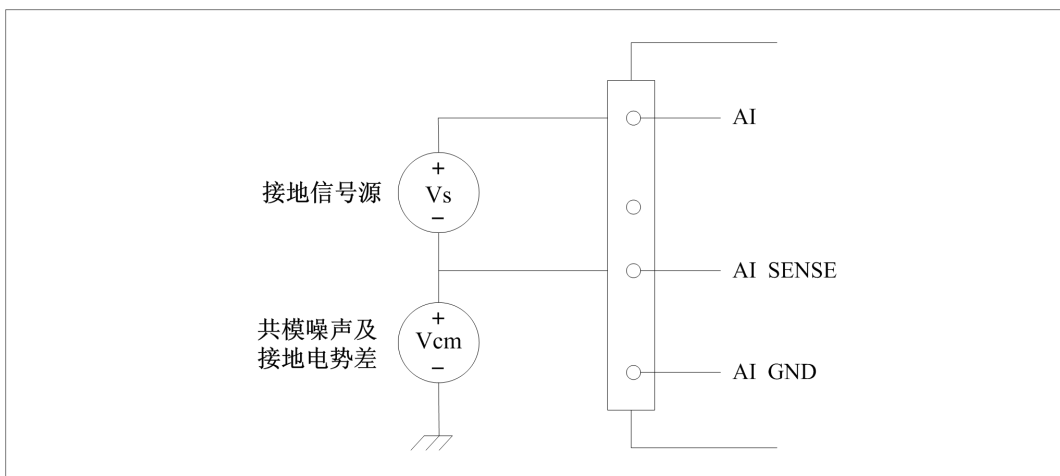 AI
+
接地信号源
Vs
−
AI SENSE
共模噪声及
接地电势差
+
Vcm
−
AI GND